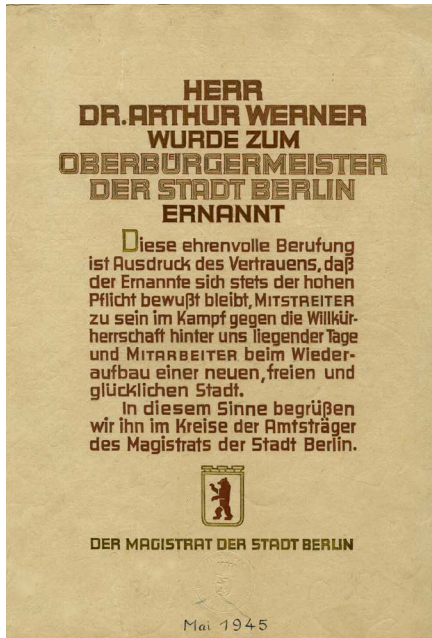 HERR
DR. ARTHUR WERNER
WURDE ZUM
OBERBÜRGERMEISTER
DER STADT BERLIN
ERNANNT
Diese ehrenvolle Berufung
ist Ausdruck des Vertrauens, daß
der Ernannte sich stets der hohen
Pflicht bewußt bleibt, MITSTREITER
zu sein im Kampf gegen die Willkür-
herrschaft hinter uns liegender Tage
und MITARBEITER beim Wieder-
aufbau einer neuen, freien und
glücklichen Stadt.
In diesem Sinne begrüßen
wir ihn im Kreise der Amtsträger
des Magistrats der Stadt Berlin.
DER MAGISTRAT DER STADT BERLIN
Mai 1945